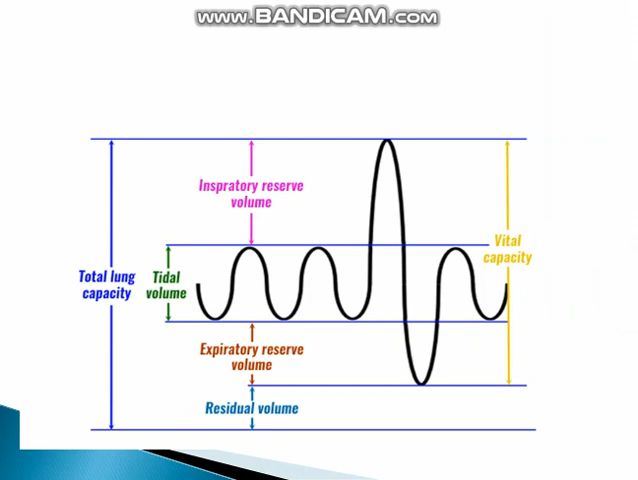 WWW.BANDICAM.COM
Inspratory reserve
volume
Vital
capacity
Total lung
capacity
Tidal
volume
Expiratory reserve
volume
Residual volume